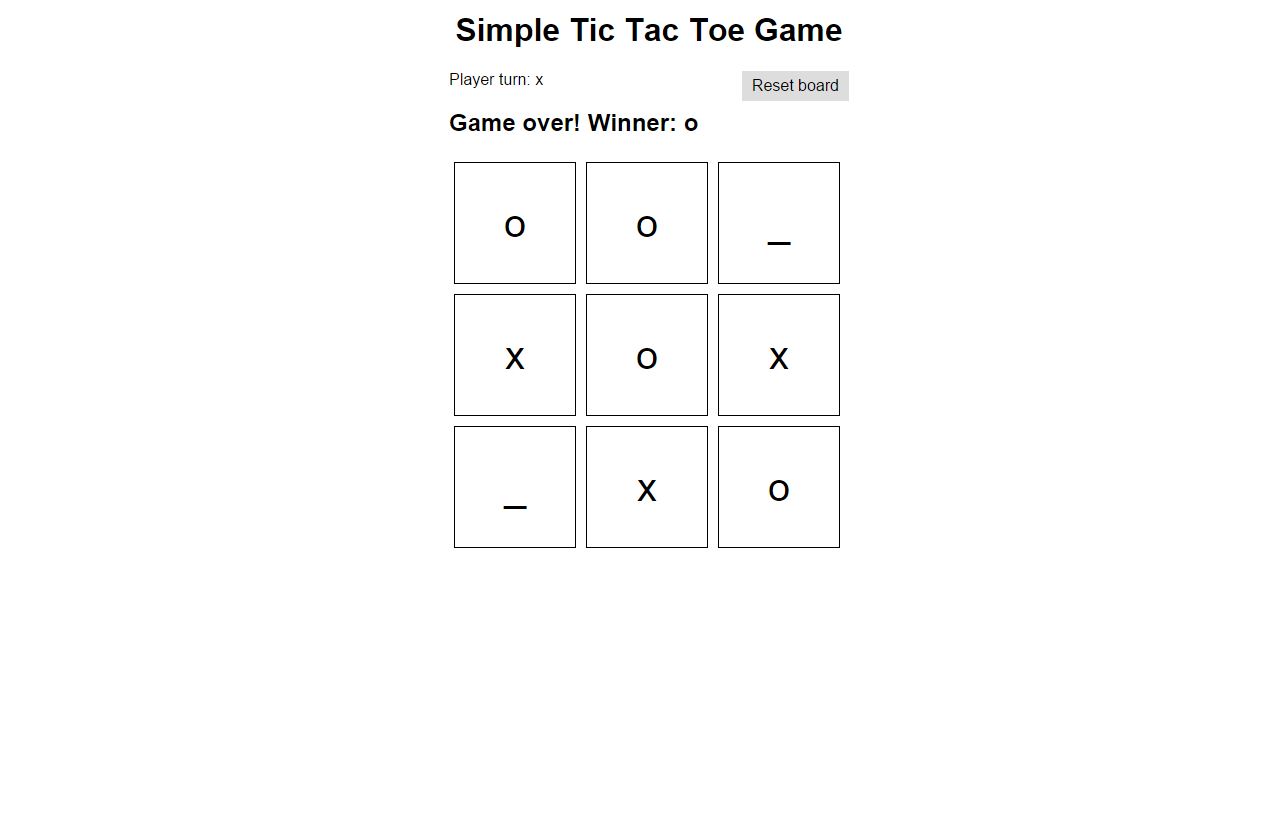 Simple Tic Tac Toe Game
Player turn: x
Reset board
Game over! Winner: o
o o _
x o x
_ x o